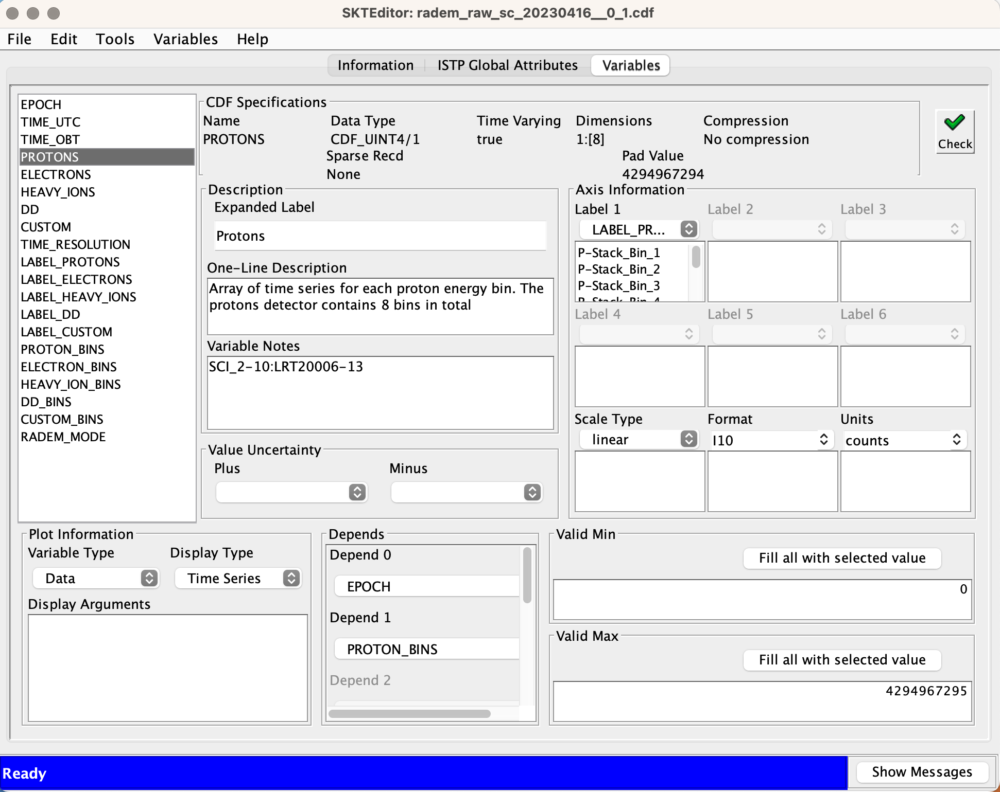 SKTEditor: radem_raw_sc_20230416__0_1.cdf
File Edit Tools Variables Help
Information ISTP Global Attributes Variables
EPOCH
TIME_UTC
TIME_OBT
PROTONS
ELECTRONS
HEAVY_IONS
DD
CUSTOM
TIME_RESOLUTION
LABEL_PROTONS
LABEL_ELECTRONS
LABEL_HEAVY_IONS
LABEL_DD
LABEL_CUSTOM
PROTON_BINS
ELECTRON_BINS
HEAVY_ION_BINS
DD_BINS
CUSTOM_BINS
RADEM_MODE
CDF Specifications
Name Data Type Time Varying Dimensions Compression
PROTONS CDF_UINT4/1 true 1:[8] No compression
Sparse Recd Pad Value
None 4294967294
Check
Description
Expanded Label
Protons
One-Line Description
Array of time series for each proton energy bin. The
protons detector contains 8 bins in total
Variable Notes
SCI_2-10:LRT20006-13
Value Uncertainty
Plus Minus
Axis Information
Label 1 Label 2 Label 3
LABEL_PR...
P-Stack_Bin_1
P-Stack_Bin_2
P-Stack_Bin_3
P-Stack_Bin_4
Label 4 Label 5 Label 6
Scale Type Format Units
linear I10 counts
Plot Information
Variable Type Display Type
Data Time Series
Display Arguments
Depends
Depend 0
EPOCH
Depend 1
PROTON_BINS
Depend 2
Valid Min
Fill all with selected value
0
Valid Max
Fill all with selected value
4294967295
Ready
Show Messages